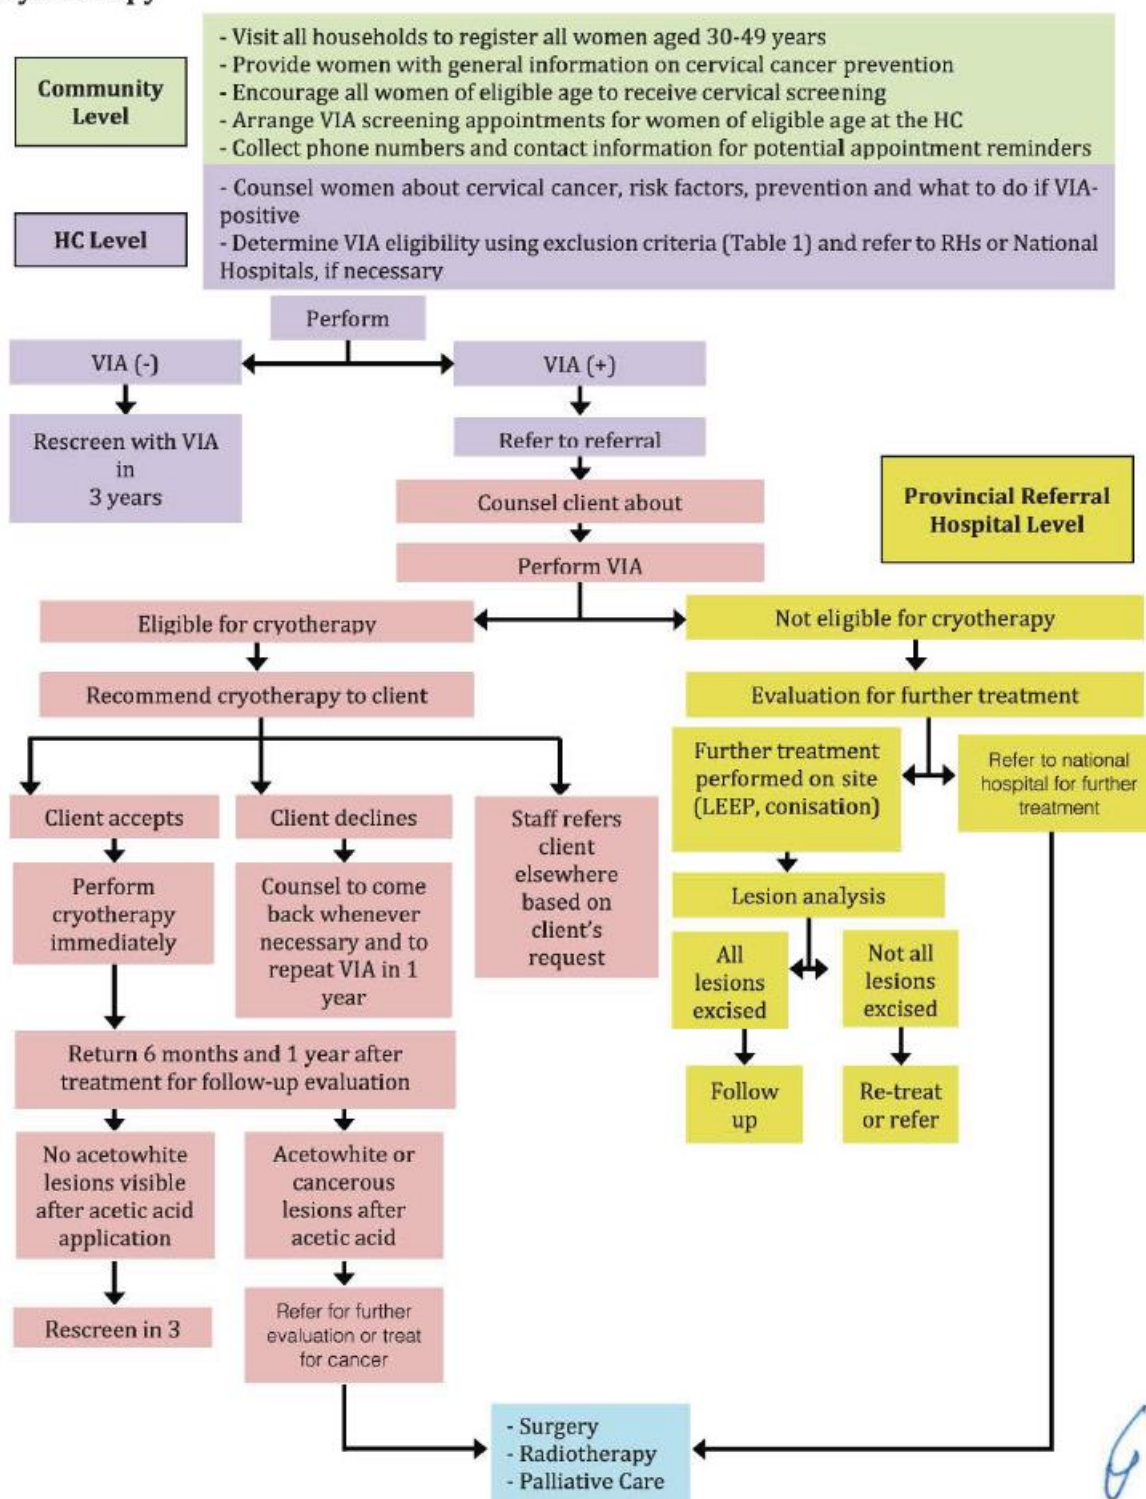 Community
Level
- Visit all households to register all women aged 30-49 years
- Provide women with general information on cervical cancer prevention
- Encourage all women of eligible age to receive cervical screening
- Arrange VIA screening appointments for women of eligible age at the HC
- Collect phone numbers and contact information for potential appointment reminders
HC Level
- Counsel women about cervical cancer, risk factors, prevention and what to do if VIA-
positive
- Determine VIA eligibility using exclusion criteria (Table 1) and refer to RHs or National
Hospitals, if necessary
Perform
VIA (-)
VIA (+)
Rescreen with VIA
in
3 years
Refer to referral
Counsel client about
Perform VIA
Provincial Referral
Hospital Level
Eligible for cryotherapy
Not eligible for cryotherapy
Recommend cryotherapy to client
Evaluation for further treatment
Further treatment
performed on site
(LEEP, conisation)
Refer to national
hospital for further
treatment
Client accepts
Client declines
Staff refers
client
elsewhere
based on
client's
request
Perform
cryotherapy
immediately
Counsel to come
back whenever
necessary and to
repeat VIA in 1
year
Lesion analysis
All
lesions
excised
Not all
lesions
excised
Return 6 months and 1 year after
treatment for follow-up evaluation
Follow
up
Re-treat
or refer
No acetowhite
lesions visible
after acetic acid
application
Acetowhite or
cancerous
lesions after
acetic acid
Rescreen in 3
Refer for further
evaluation or treat
for cancer
- Surgery
- Radiotherapy
- Palliative Care